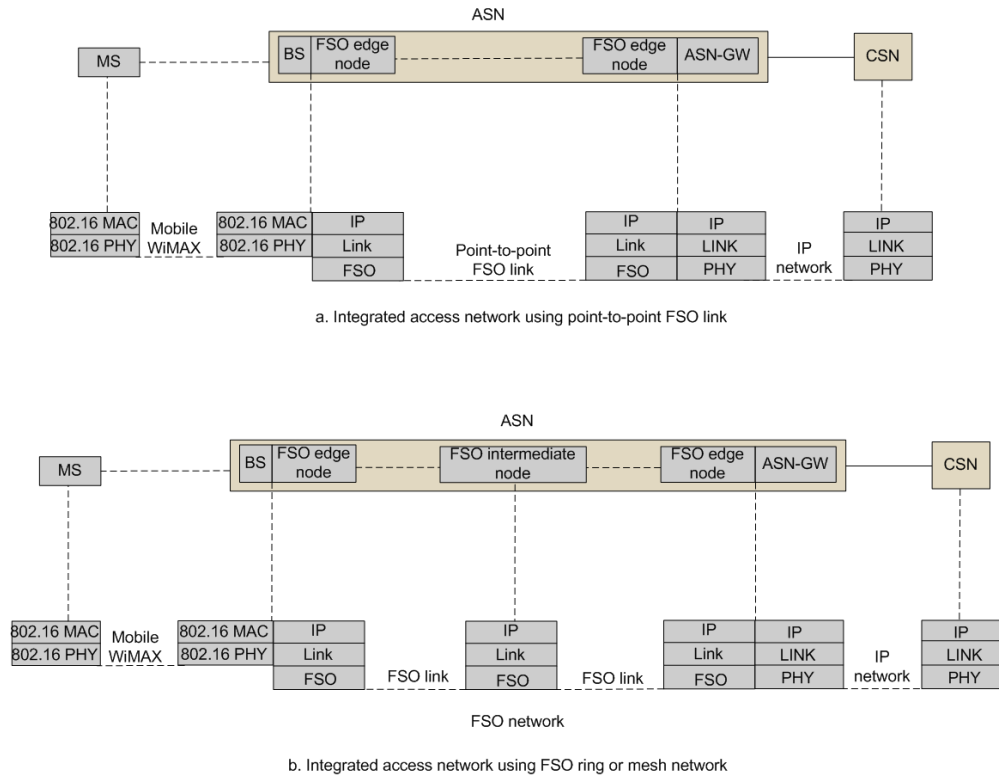 ASN
MS
BS
FSO edge
node
FSO edge
node
ASN-GW
CSN
802.16 MAC
802.16 PHY
Mobile
WiMAX
802.16 MAC
802.16 PHY
IP
Link
FSO
Point-to-point
FSO link
IP
Link
FSO
IP
LINK
PHY
IP
network
IP
LINK
PHY
a. Integrated access network using point-to-point FSO link
ASN
MS
BS
FSO edge
node
FSO intermediate
node
FSO edge
node
ASN-GW
CSN
802.16 MAC
802.16 PHY
Mobile
WiMAX
802.16 MAC
802.16 PHY
IP
Link
FSO
FSO link
IP
Link
FSO
FSO link
IP
Link
FSO
IP
LINK
PHY
IP
network
IP
LINK
PHY
FSO network
b. Integrated access network using FSO ring or mesh network